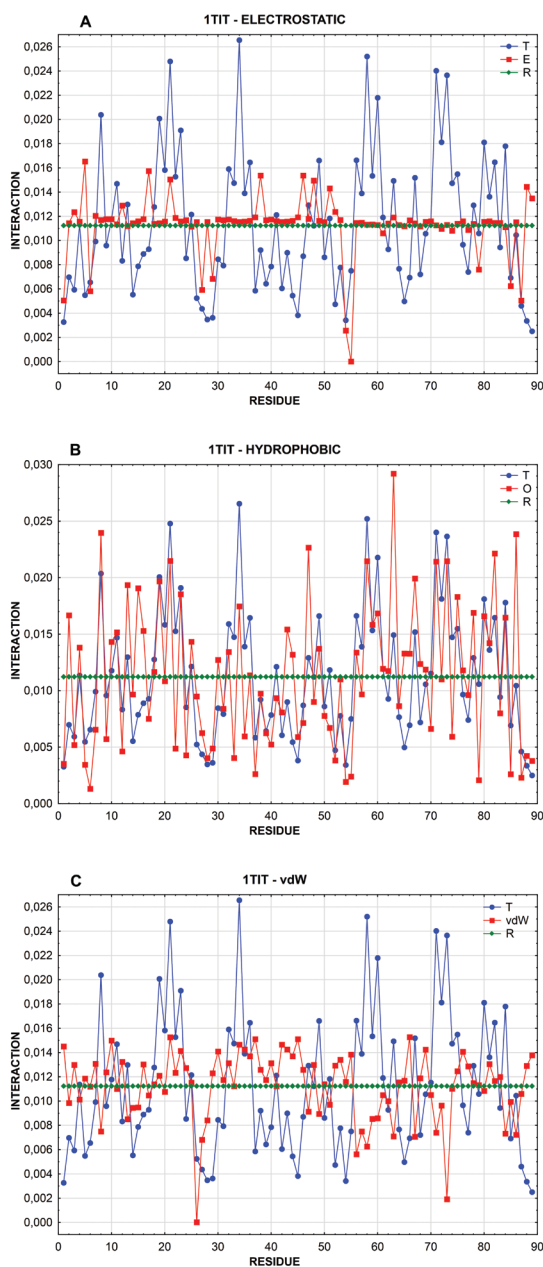 A
1TIT - ELECTROSTATIC
0,026
0,024
0,022
0,020
0,018
0,016
0,014
0,012
0,010
0,008
0,006
0,004
0,002
0,000
INTERACTION
T
E
R
0 10 20 30 40 50 60 70 80 90
RESIDUE
B
1TIT - HYDROPHOBIC
0,030
0,025
0,020
0,015
0,010
0,005
0,000
INTERACTION
T
O
R
0 10 20 30 40 50 60 70 80 90
RESIDUE
C
1TIT - vdW
0,026
0,024
0,022
0,020
0,018
0,016
0,014
0,012
0,010
0,008
0,006
0,004
0,002
0,000
INTERACTION
T
vdW
R
0 10 20 30 40 50 60 70 80 90
RESIDUE